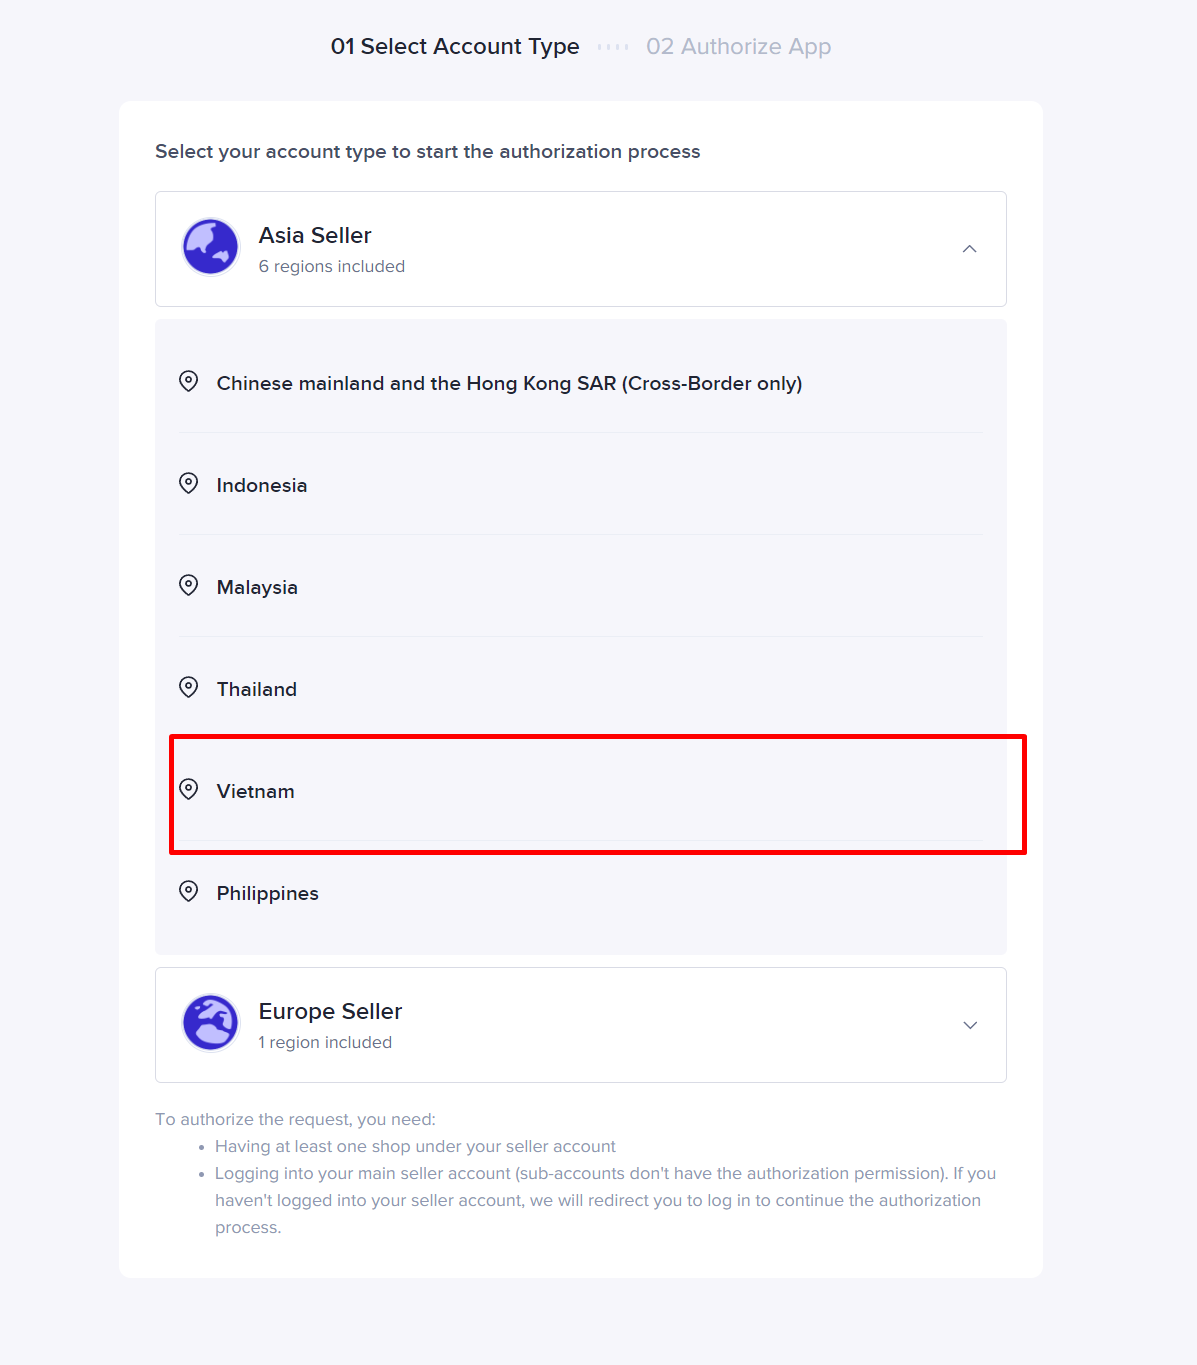 01 Select Account Type
02 Authorize App
Select your account type to start the authorization process
Asia Seller
6 regions included
Chinese mainland and the Hong Kong SAR (Cross-Border only)
Indonesia
Malaysia
Thailand
Vietnam
Philippines
Europe Seller
1 region included
To authorize the request, you need:
• Having at least one shop under your seller account
• Logging into your main seller account (sub-accounts don't have the authorization permission). If you
haven't logged into your seller account, we will redirect you to log in to continue the authorization
process.